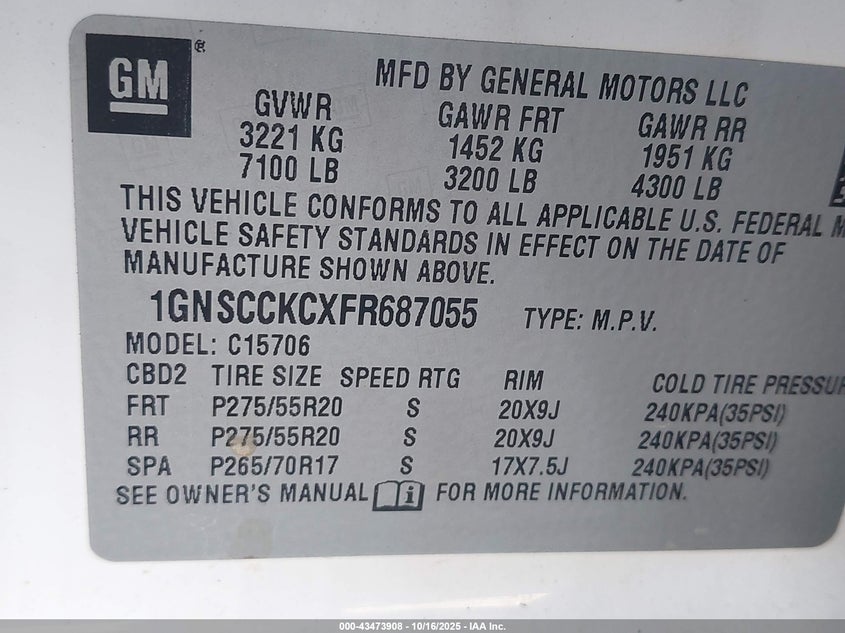 GM ®
MFD BY GENERAL MOTORS LLC
GVWR GAWR FRT GAWR RR
3221 KG 1452 KG 1951 KG
7100 LB 3200 LB 4300 LB
THIS VEHICLE CONFORMS TO ALL APPLICABLE U.S. FEDERAL M
VEHICLE SAFETY STANDARDS IN EFFECT ON THE DATE OF
MANUFACTURE SHOWN ABOVE.
1GNSCCKCXFR687055 TYPE: M.P.V.
MODEL: C15706
CBD2 TIRE SIZE SPEED RTG RIM COLD TIRE PRESSUR
FRT P275/55R20 S 20X9J 240KPA(35PSI)
RR P275/55R20 S 20X9J 240KPA(35PSI)
SPA P265/70R17 S 17X7.5J 240KPA(35PSI)
SEE OWNER'S MANUAL i FOR MORE INFORMATION.
000-43473908 - 10/16/2025 - IAA Inc.